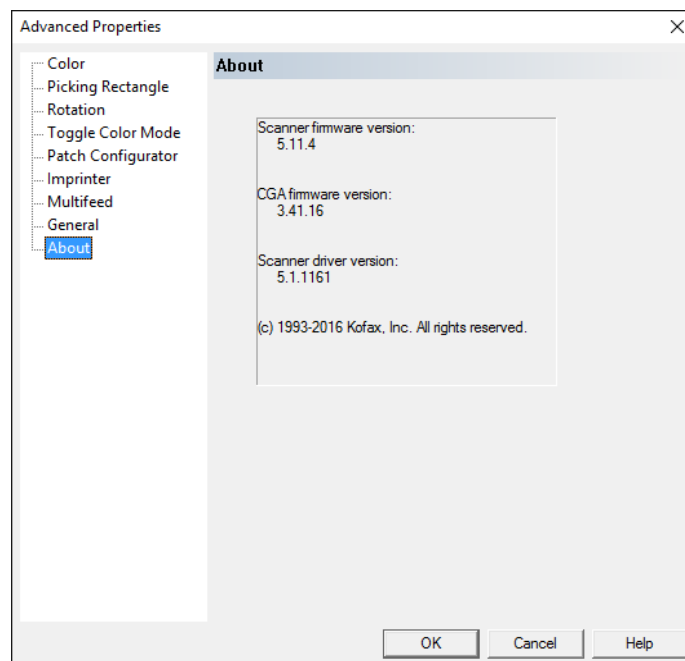 Advanced Properties
Color
Picking Rectangle
Rotation
Toggle Color Mode
Patch Configurator
Imprinter
Multifeed
General
About
About
Scanner firmware version:
5.11.4
CGA firmware version:
3.41.16
Scanner driver version:
5.1.1161
(c) 1993-2016 Kofax, Inc. All rights reserved.
OK
Cancel
Help